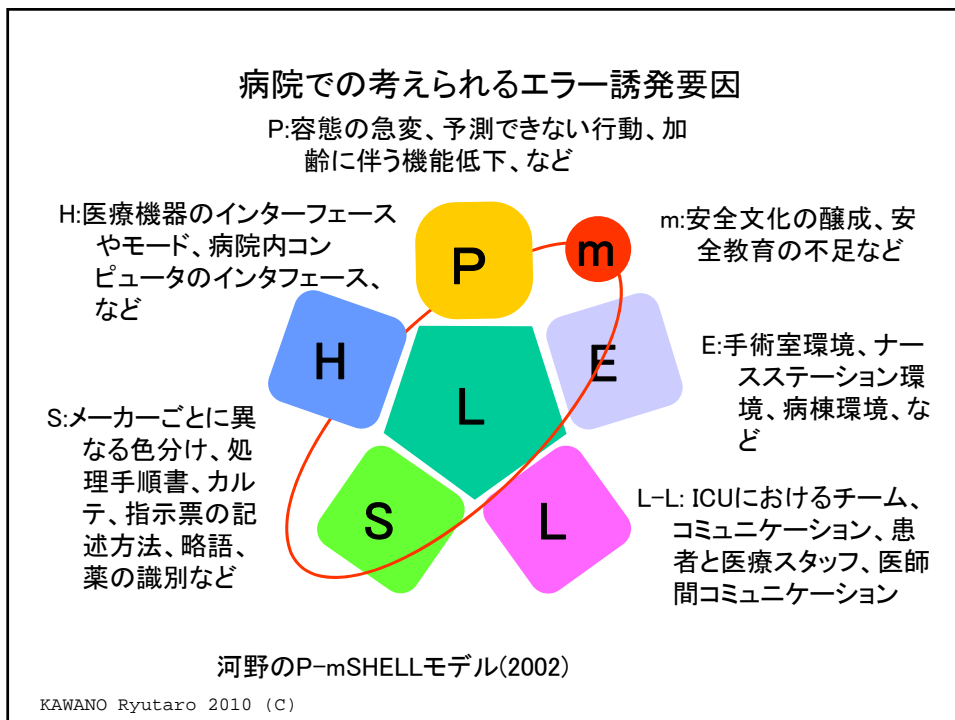 病院での考えられるエラー誘発要因
P:容態の急変、予測できない行動、加
齢に伴う機能低下、など
H:医療機器のインターフェース
やモード、病院内コン
ピュータのインタフェース、
など
P
m
m:安全文化の醸成、安
全教育の不足など
H
L
E
E:手術室環境、ナー
スステーション環
境、病棟環境、な
ど
S:メーカーごとに異
なる色分け、処
理手順書、カル
テ、指示票の記
述方法、略語、
薬の識別など
S
L
L-L: ICUにおけるチーム、
コミュニケーション、患
者と医療スタッフ、医師
間コミュニケーション
河野のP-mSHELLモデル(2002)
KAWANO Ryutaro 2010 (C)